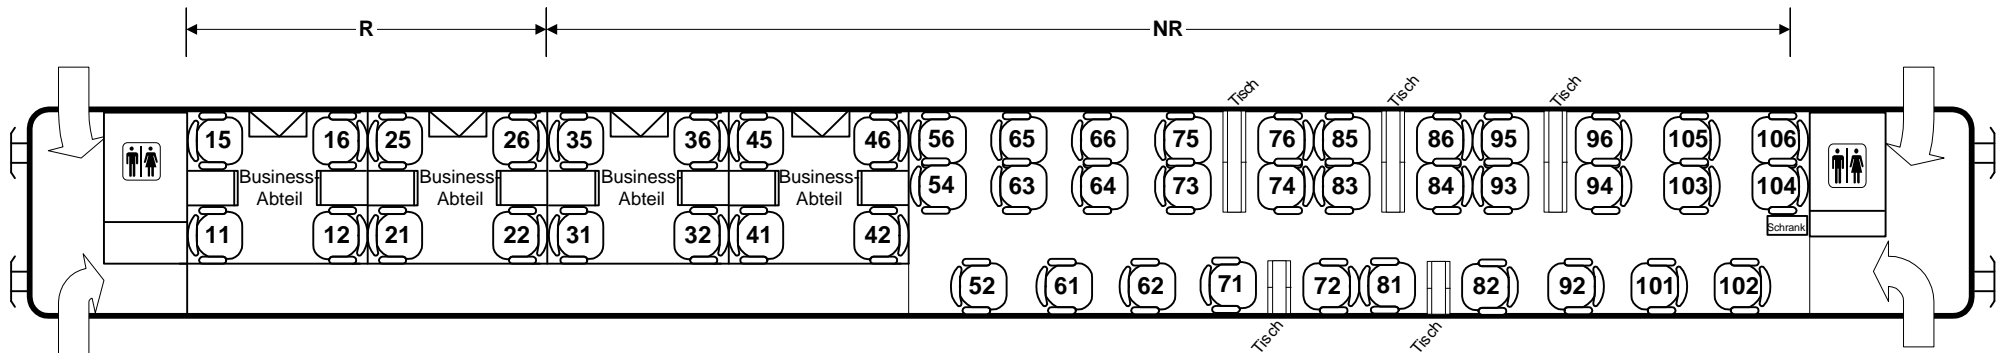 R NR
Tisch Tisch Tisch
15 16 25 26 35 36 45 46 56 65 66 75 76 85 86 95 96 105 106
Business- Business- Business- Business-
Abteil Abteil Abteil Abteil
54 63 64 73 74 83 84 93 94 103 104
11 12 21 22 31 32 41 42
Schrank
52 61 62 71 72 81 82 92 101 102
Tisch Tisch